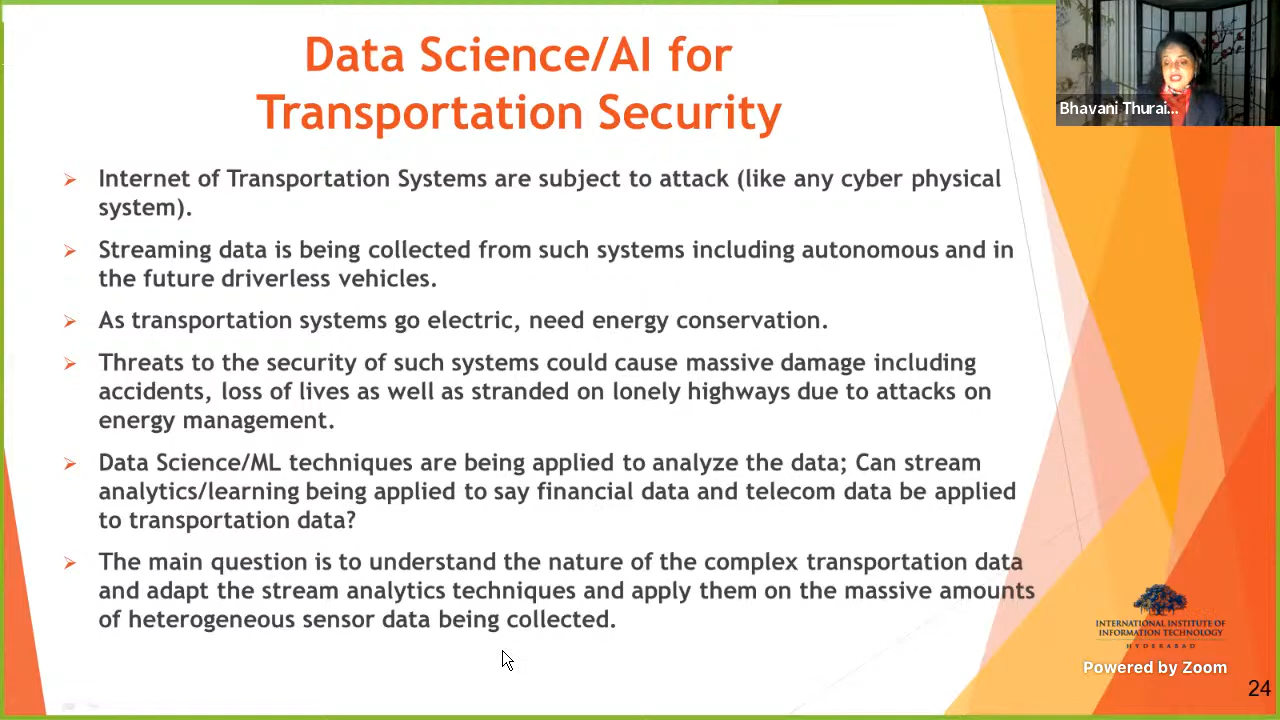 Data Science/AI for
Transportation Security
Bhavani Thurai...
Internet of Transportation Systems are subject to attack (like any cyber physical
system).
Streaming data is being collected from such systems including autonomous and in
the future driverless vehicles.
As transportation systems go electric, need energy conservation.
Threats to the security of such systems could cause massive damage including
accidents, loss of lives as well as stranded on lonely highways due to attacks on
energy management.
Data Science/ML techniques are being applied to analyze the data; Can stream
analytics/learning being applied to say financial data and telecom data be applied
to transportation data?
The main question is to understand the nature of the complex transportation data
and adapt the stream analytics techniques and apply them on the massive amounts
of heterogeneous sensor data being collected.
INTERNATIONAL INSTITUTE OF
INFORMATION TECHNOLOGY
HYDERABAD
Powered by Zoom
24